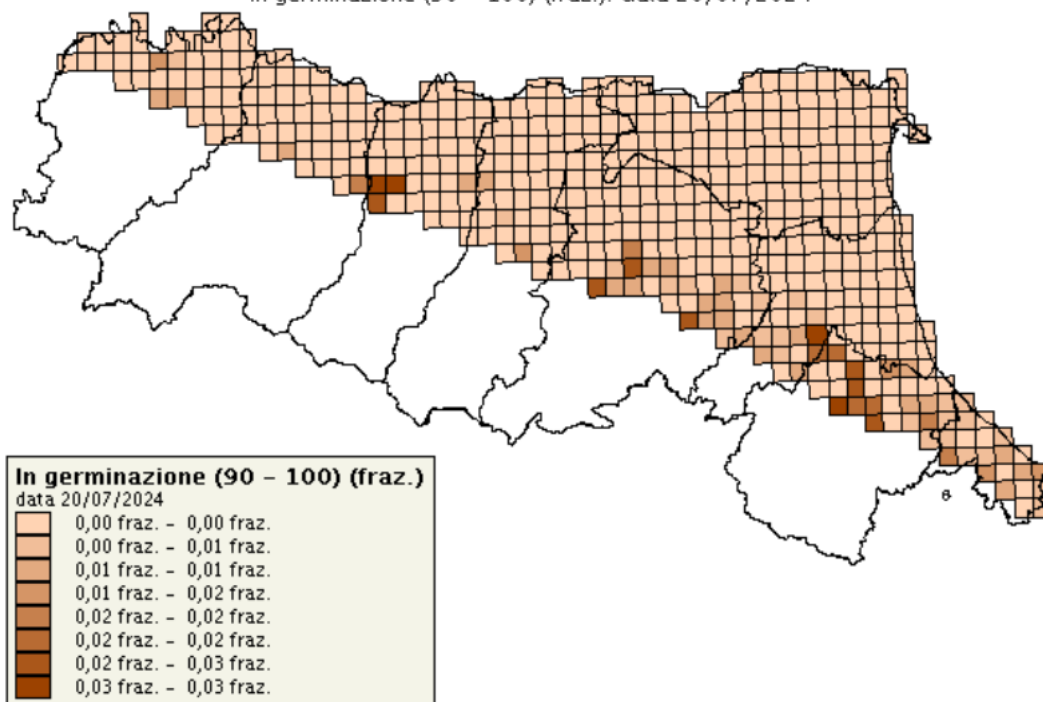 In germinazione (90 – 100) (fraz.)
data 20/07/2024
0,00 fraz. – 0,00 fraz.
0,00 fraz. – 0,01 fraz.
0,01 fraz. – 0,01 fraz.
0,01 fraz. – 0,02 fraz.
0,02 fraz. – 0,02 fraz.
0,02 fraz. – 0,02 fraz.
0,02 fraz. – 0,03 fraz.
0,03 fraz. – 0,03 fraz.